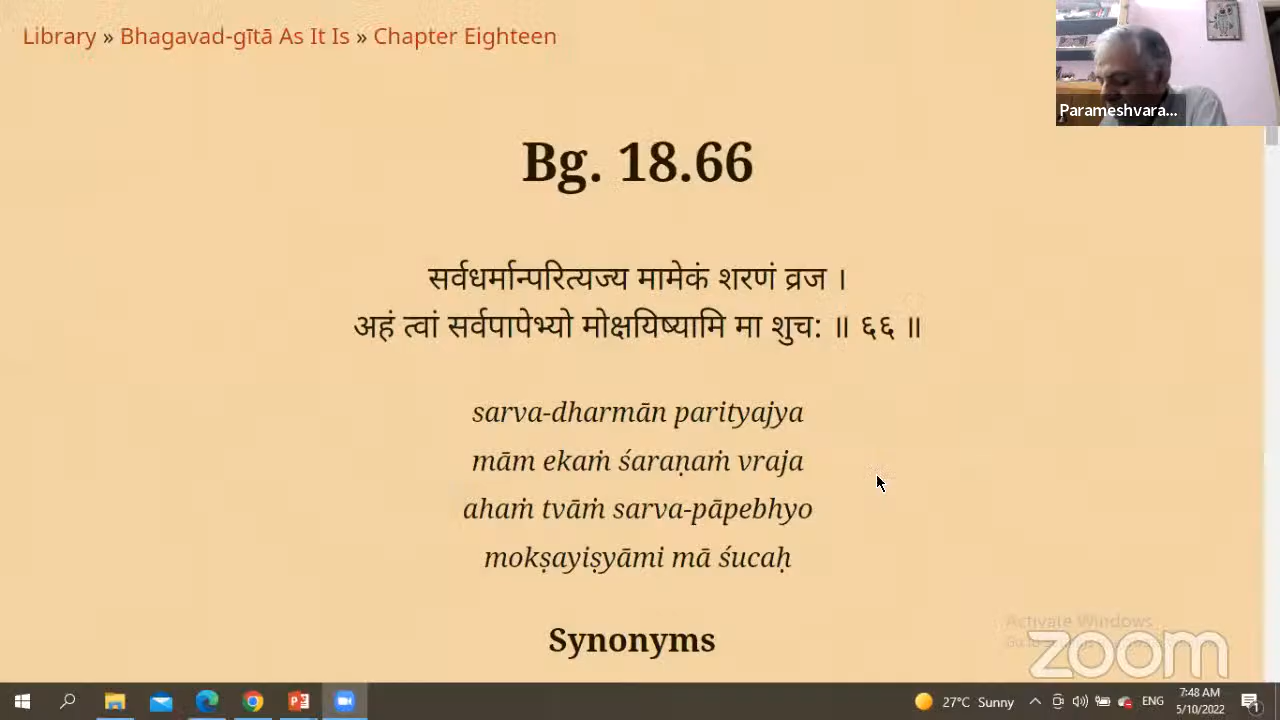 Library » Bhagavad-gītā As It Is » Chapter Eighteen
Parameshvara...
Bg. 18.66
सर्वधर्मान्परित्यज्य मामेकं शरणं व्रज ।
अहं त्वां सर्वपापेभ्यो मोक्षयिष्यामि मा शुच: ॥ ६६ ॥
sarva-dharmān parityajya
mām ekaṁ śaraṇaṁ vraja
ahaṁ tvāṁ sarva-pāpebhyo
mokṣayiṣyāmi mā śucaḥ
Synonyms
Activate Windows
zoom
27°C Sunny
ENG
7:48 AM
5/10/2022
1